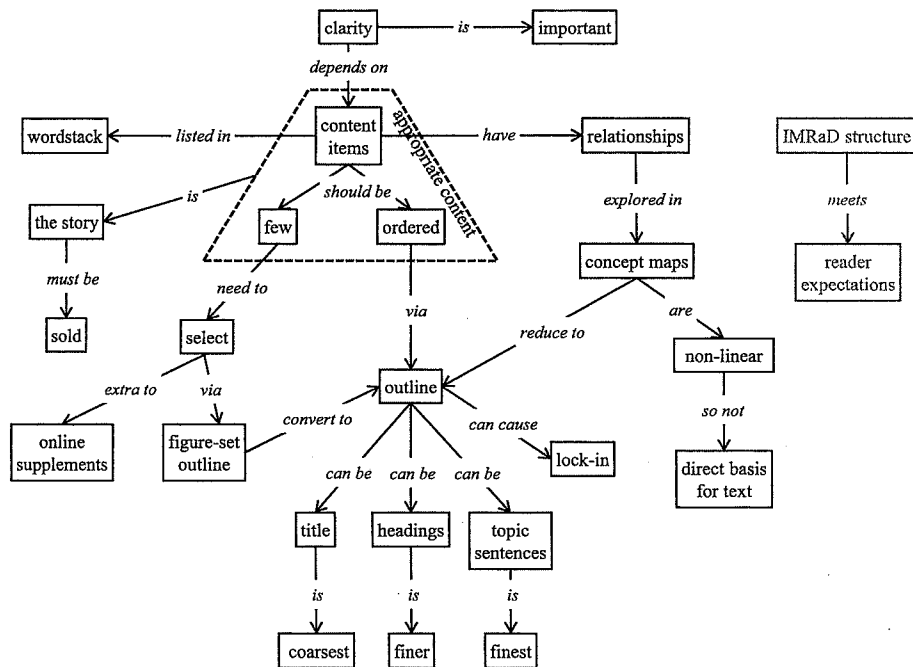 clarity
is
important
depends on
wordstack
listed in
content
items
appropriate content
have
relationships
IMRaD structure
is
should be
explored in
meets
the story
few
ordered
concept maps
reader
expectations
must be
need to
via
reduce to
are
sold
select
non-linear
extra to
via
outline
so not
online
supplements
figure-set
outline
convert to
can cause
lock-in
direct basis
for text
can be
can be
can be
title
headings
topic
sentences
is
is
is
coarsest
finer
finest